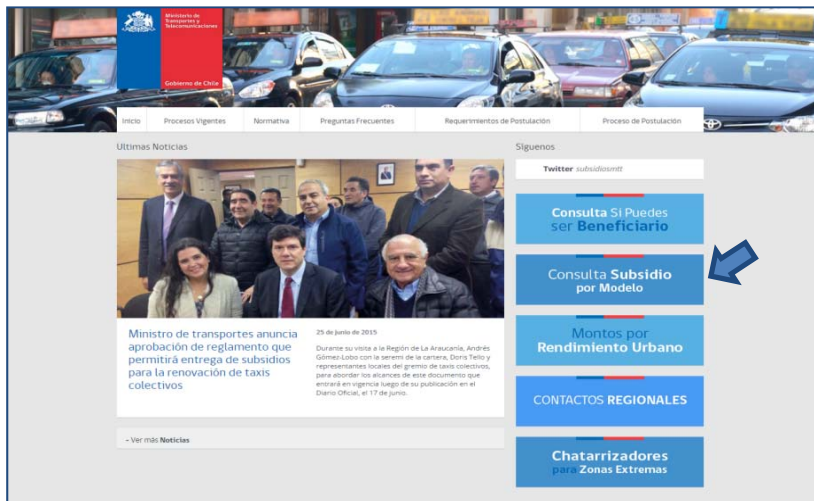 Ministerio de
Transportes y
Telecomunicaciones
Gobierno de Chile
Inicio Procesos Vigentes Normativa Preguntas Frecuentes Requerimientos de Postulación Proceso de Postulación
Ultimas Noticias
Ministro de transportes anuncia
aprobación de reglamento que
permitirá entrega de subsidios
para la renovación de taxis
colectivos
25 de Junio de 2015
Durante su visita a la Región de La Araucanía, Andrés
Gómez-Lobo con la seremi de la cartera, Doris Tello y
representantes locales del gremio de taxis colectivos,
para abordar los alcances de este documento que
entrará en vigencia luego de su publicación en el
Diario Oficial, el 17 de junio.
- Ver más Noticias
Síguenos
Twitter subsidiosmtt
Consulta Si Puedes
ser Beneficiario
Consulta Subsidio
por Modelo
Montos por
Rendimiento Urbano
CONTACTOS REGIONALES
Chatarrizadores
para Zonas Extremas